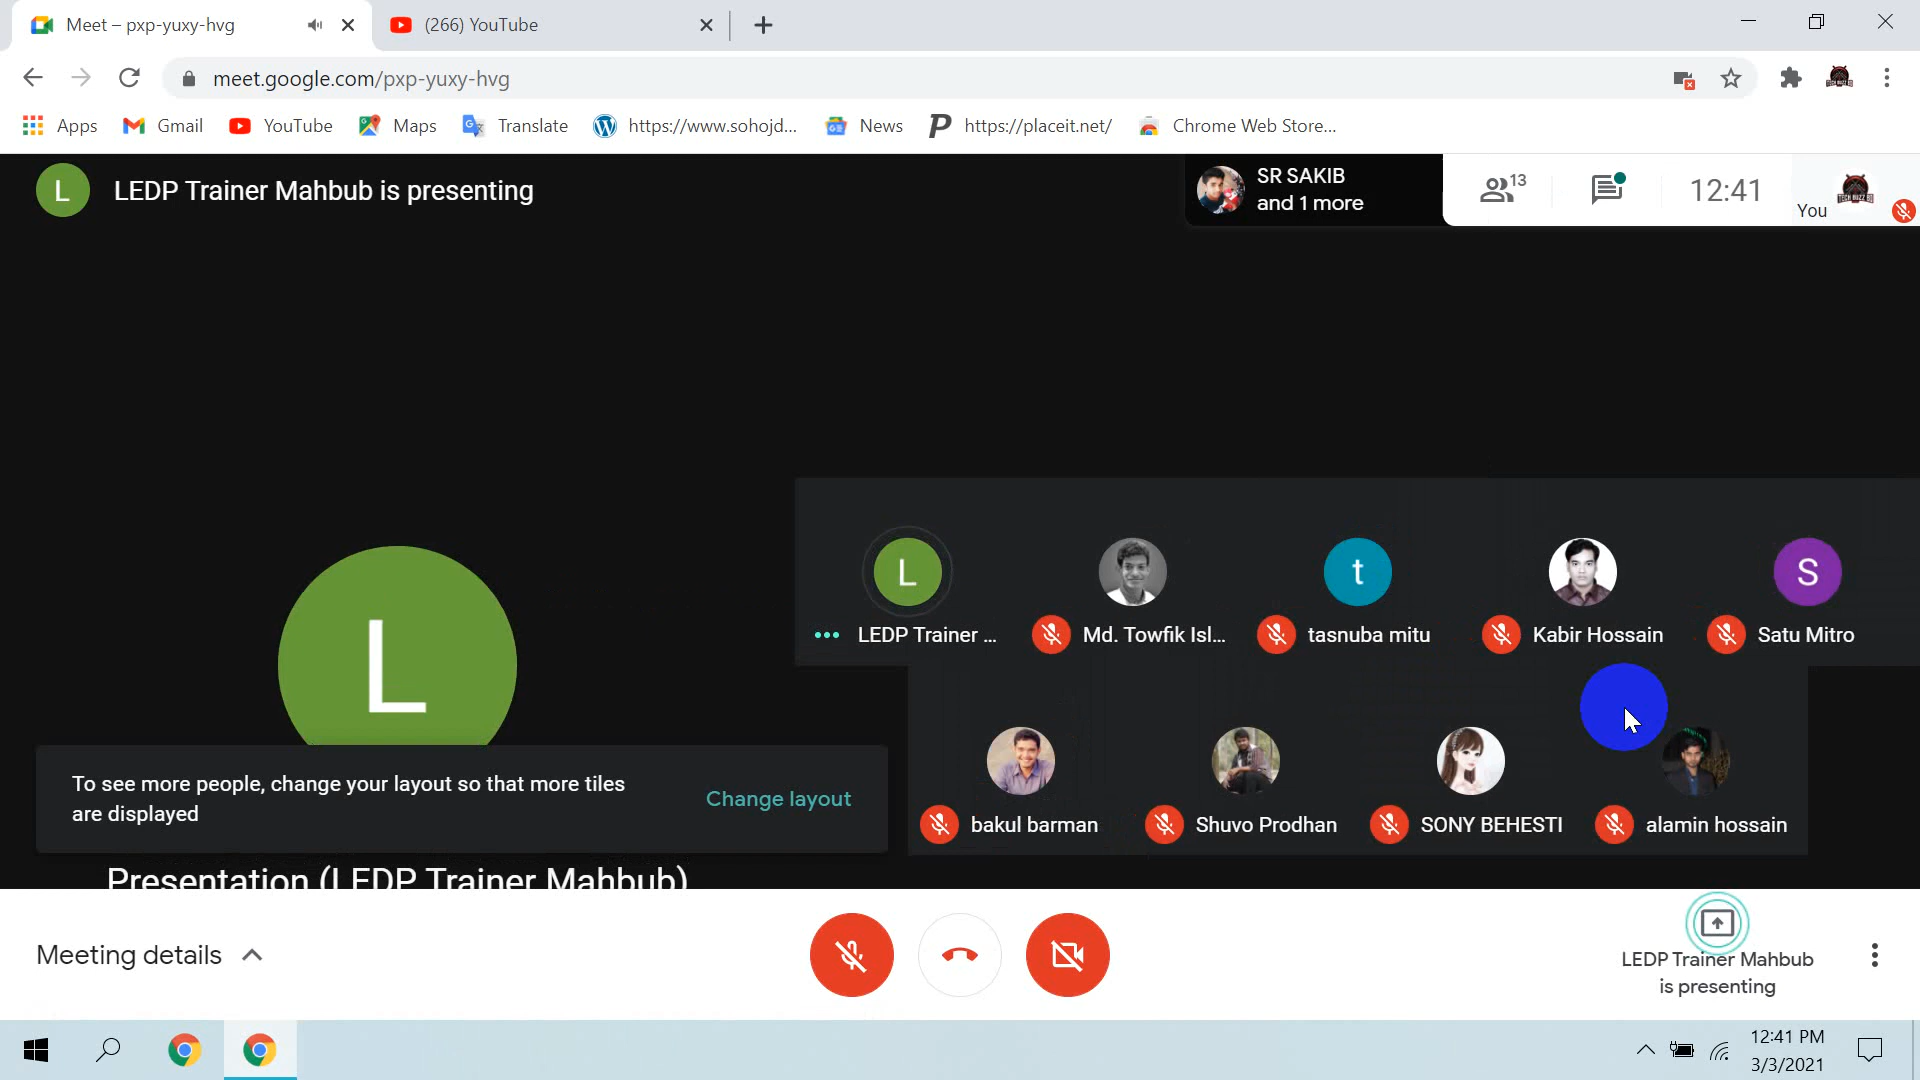 Meet – pxp-yuxy-hvg
(266) YouTube
meet.google.com/pxp-yuxy-hvg
Apps
Gmail
YouTube
Maps
Translate
https://www.sohojd...
News
P
https://placeit.net/
Chrome Web Store...
L
LEDP Trainer Mahbub is presenting
SR SAKIB
and 1 more
13
12:41
You
TECH BUZZ BD
L
LEDP Trainer ...
Md. Towfik Isl...
t
tasnuba mitu
Kabir Hossain
S
Satu Mitro
L
To see more people, change your layout so that more tiles
are displayed
Change layout
bakul barman
Shuvo Prodhan
SONY BEHESTI
alamin hossain
Presentation (LEDP Trainer Mahbub)
Meeting details
LEDP Trainer Mahbub
is presenting
12:41 PM
3/3/2021